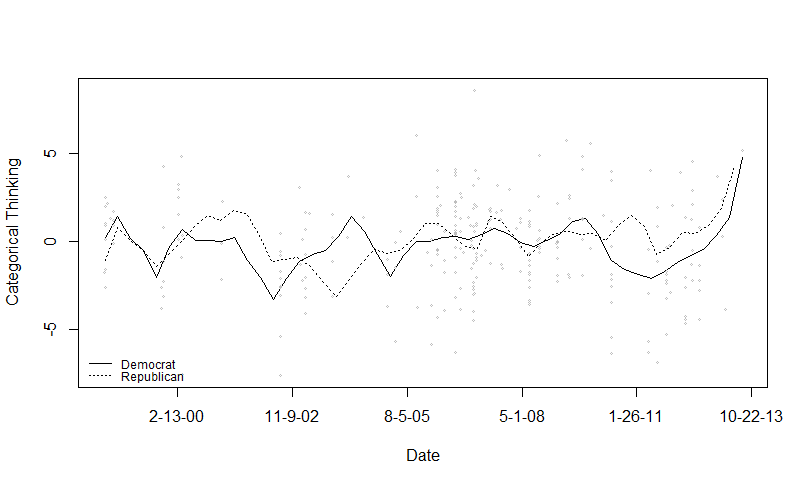 Categorical Thinking
5
0
-5
Democrat
Republican
2-13-00
11-9-02
8-5-05
5-1-08
1-26-11
10-22-13
Date